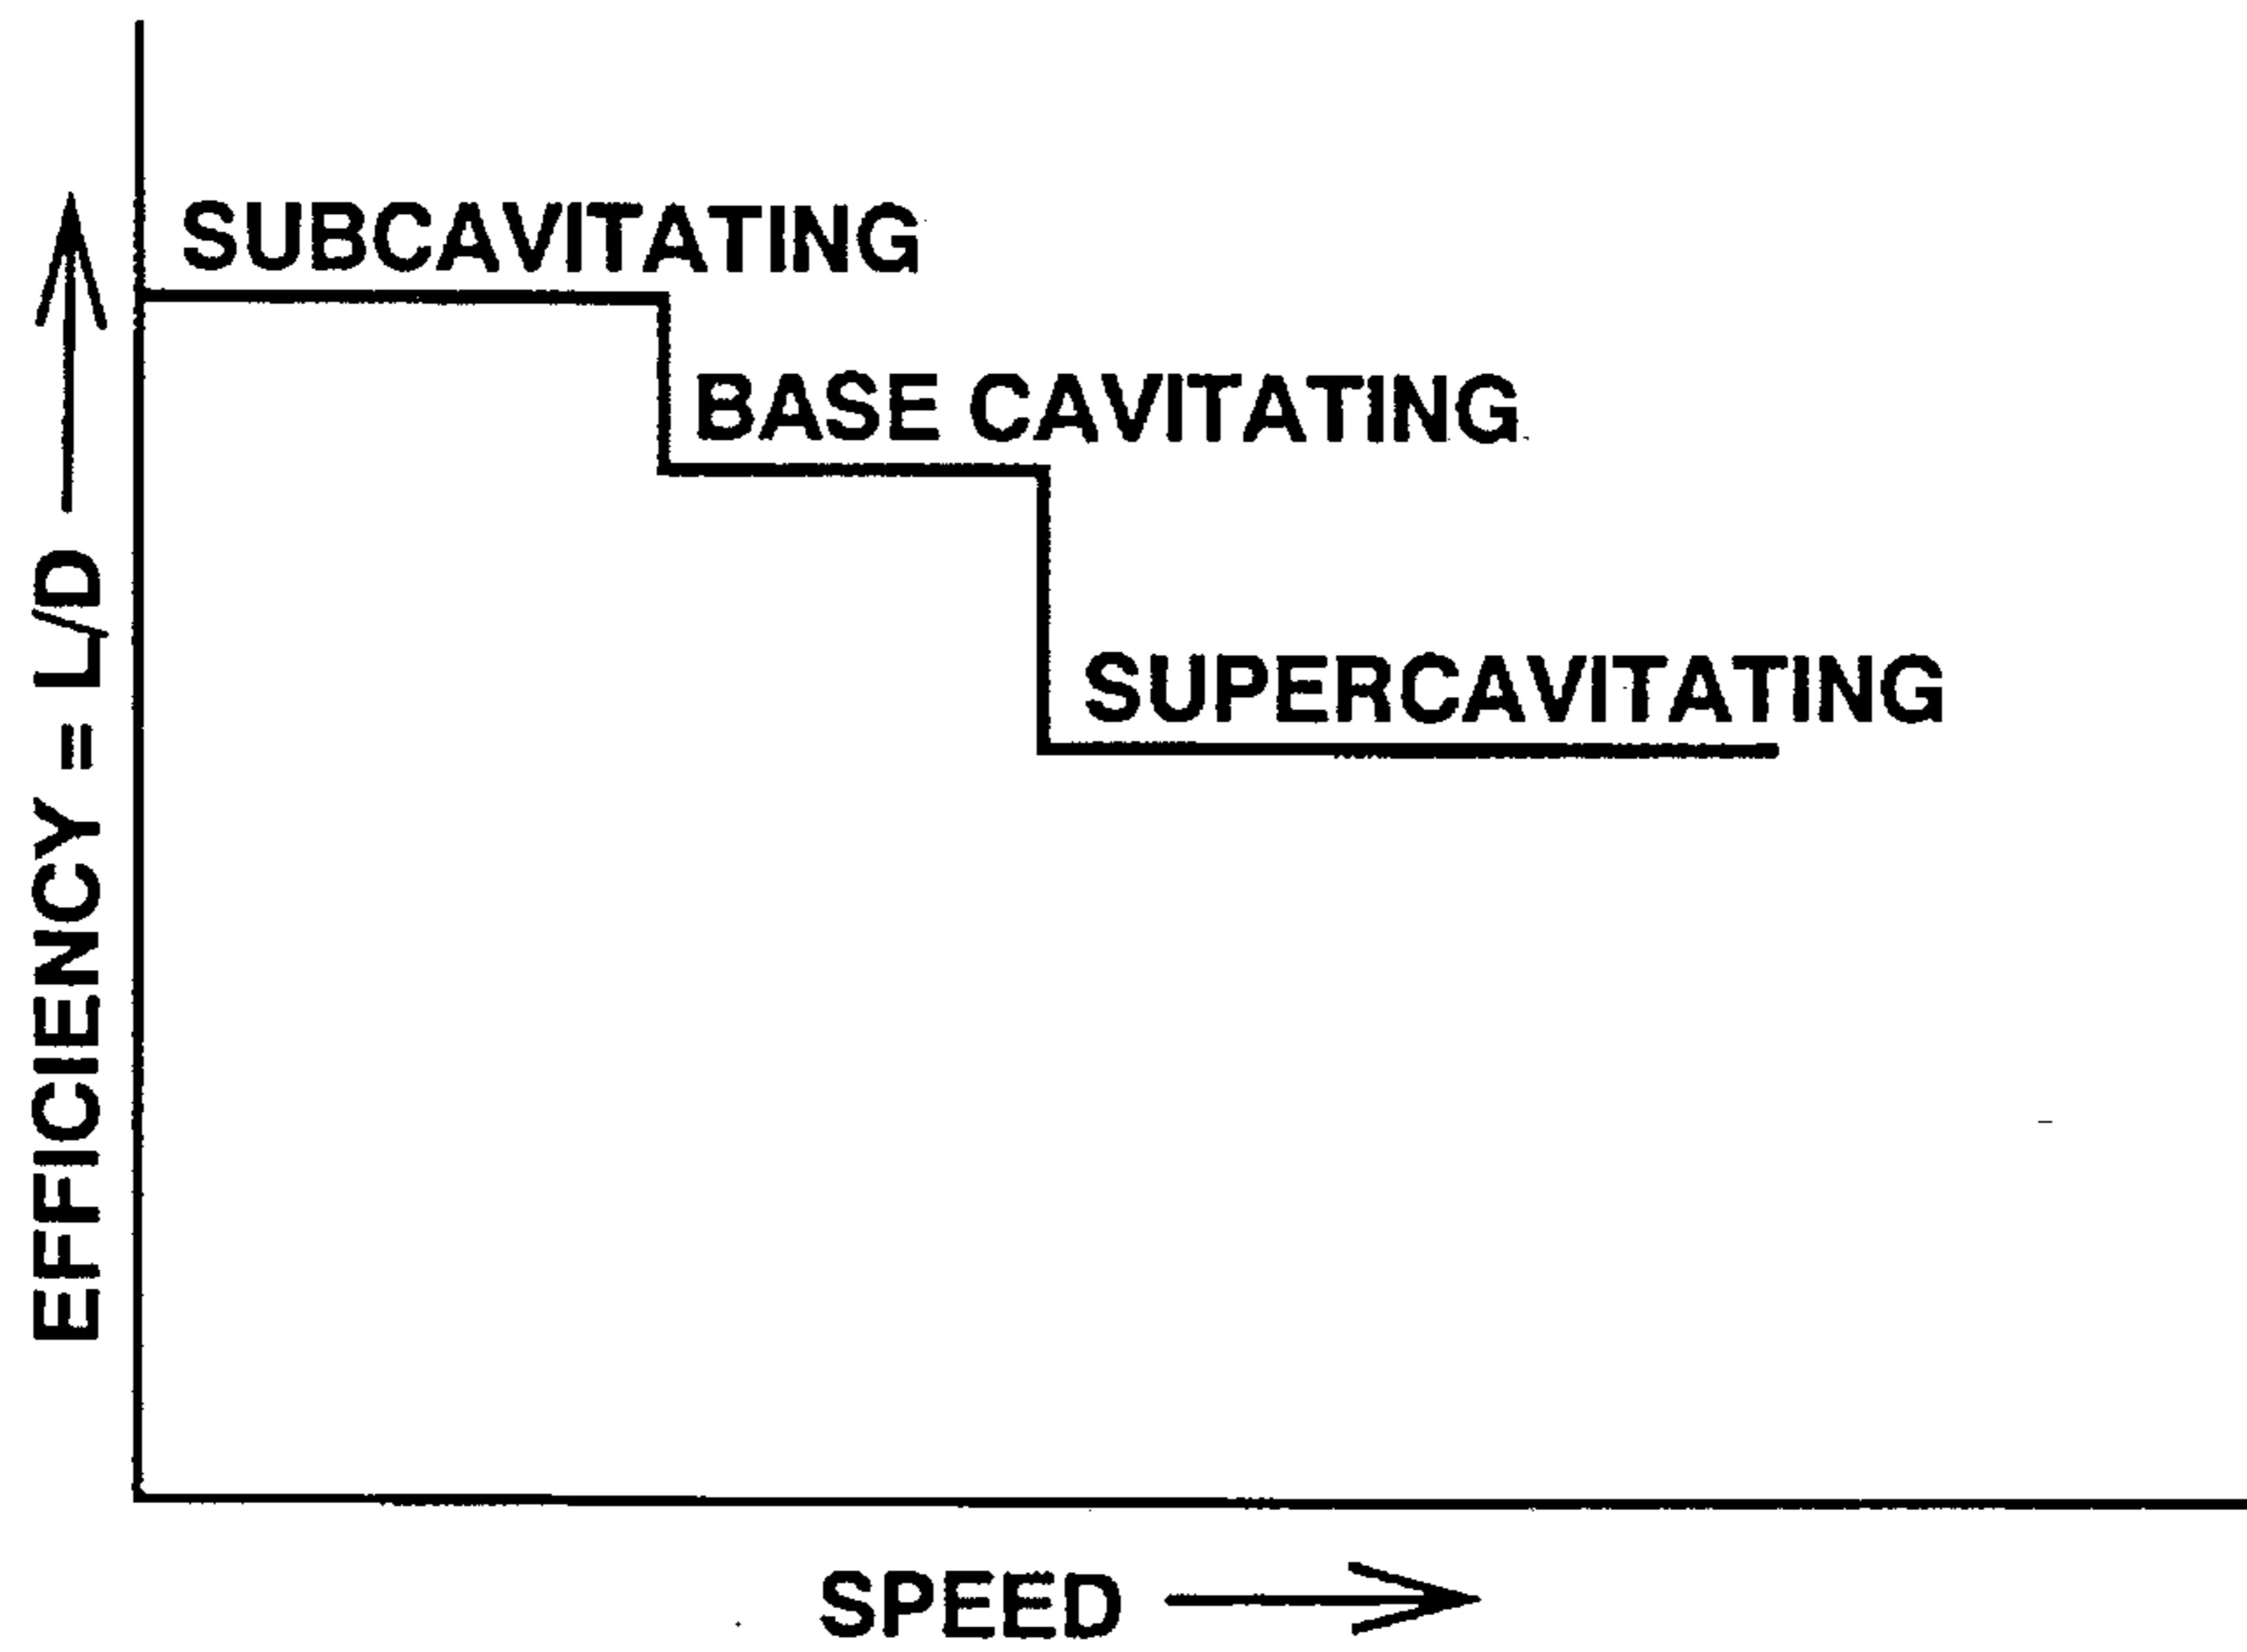 SUBCAVITATING
BASE CAVITATING
SUPERCAVITATING
EFFICIENCY = L/D
SPEED